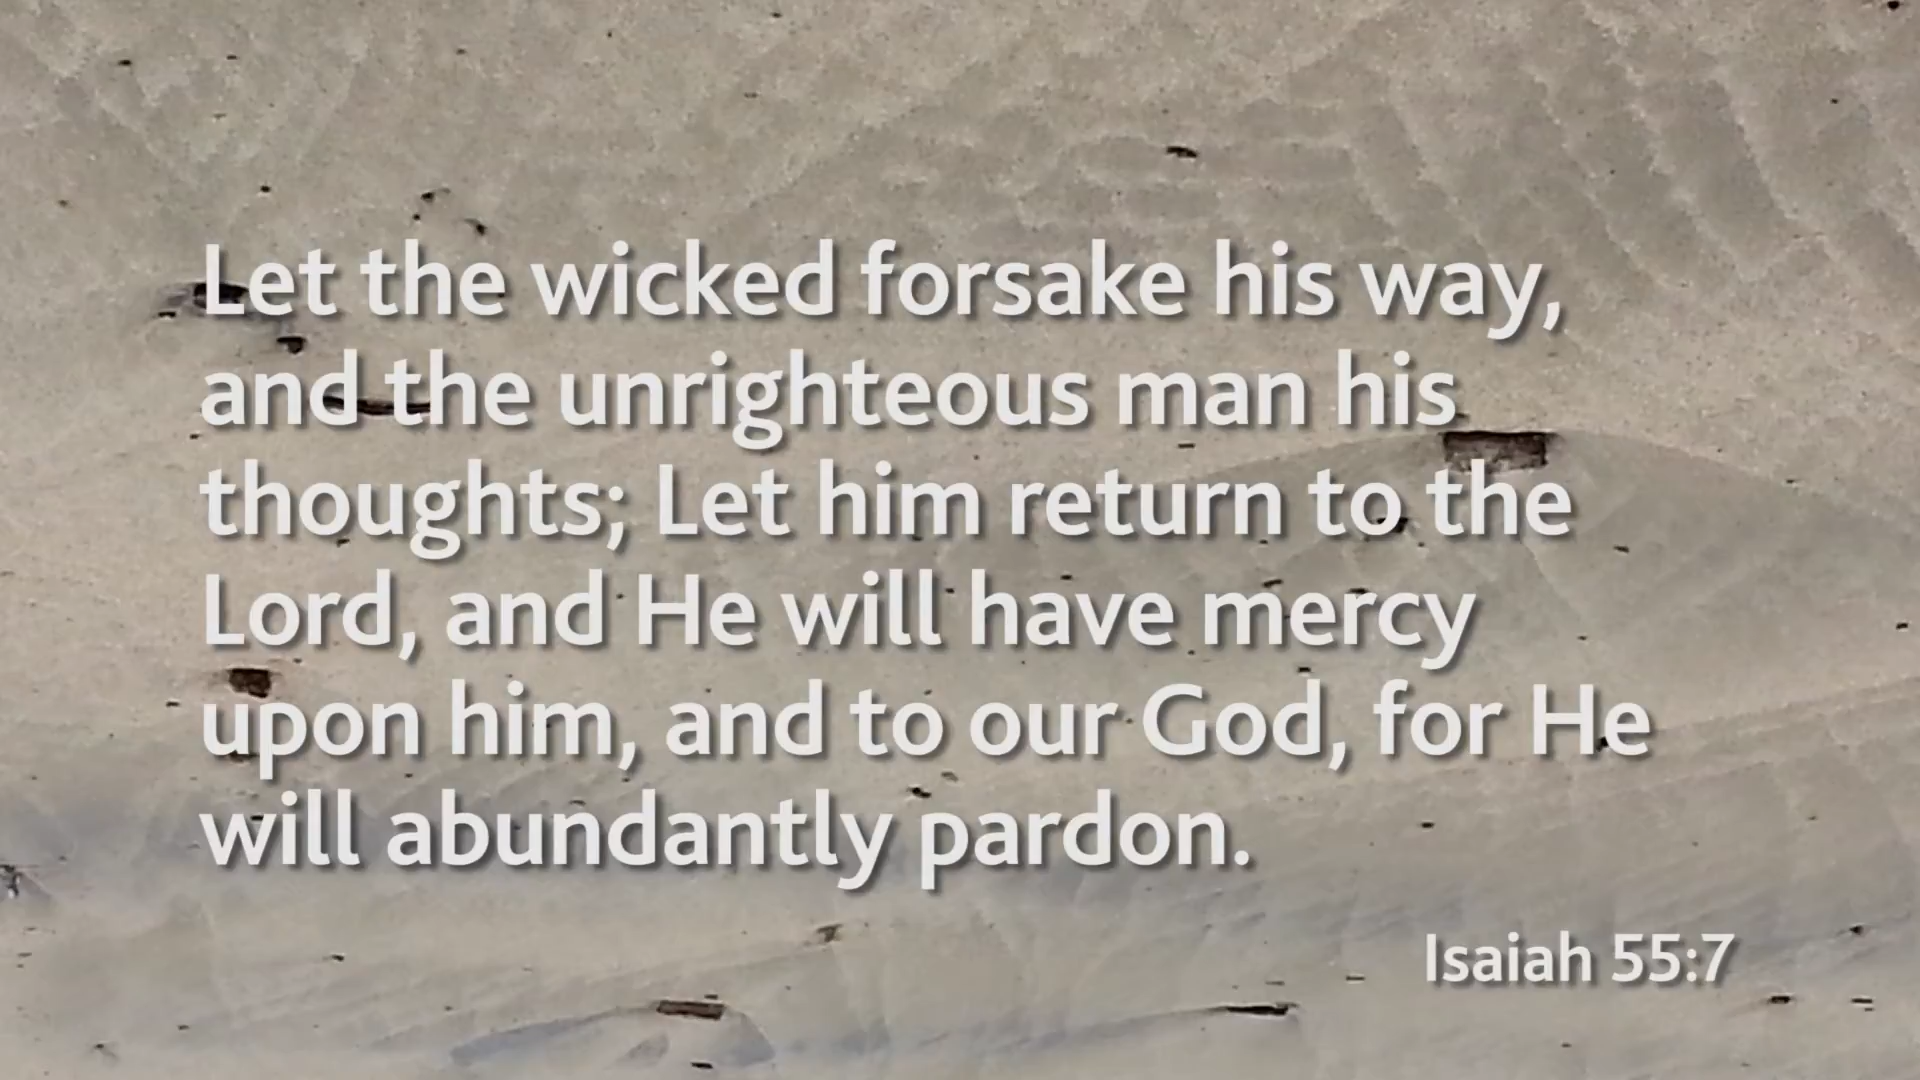 Let the wicked forsake his way,
and the unrighteous man his
thoughts; Let him return to the
Lord, and He will have mercy
upon him, and to our God, for He
will abundantly pardon.
Isaiah 55:7